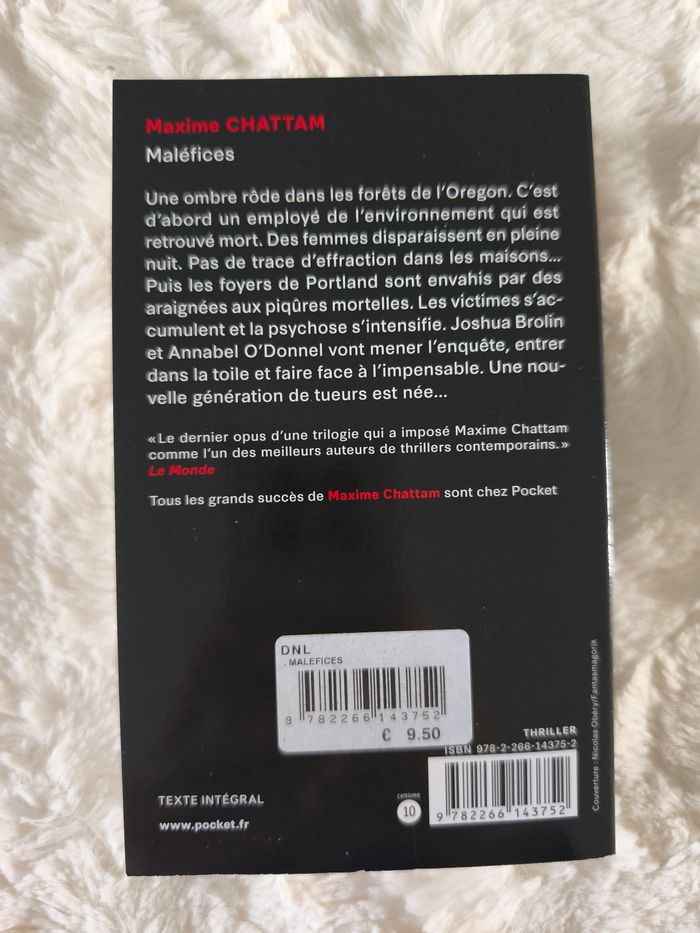 Maxime CHATTAM
Maléfices
Une ombre rôde dans les forêts de l'Oregon. C'est
d'abord un employé de l'environnement qui est
retrouvé mort. Des femmes disparaissent en pleine
nuit. Pas de trace d'effraction dans les maisons...
Puis les foyers de Portland sont envahis par des
araignées aux piqûres mortelles. Les victimes s'ac-
cumulent et la psychose s'intensifie. Joshua Brolin
et Annabel O'Donnel vont mener l'enquête, entrer
dans la toile et faire face à l'impensable. Une nou-
velle génération de tueurs est née...
« Le dernier opus d'une trilogie qui a imposé Maxime Chattam
comme l'un des meilleurs auteurs de thrillers contemporains. »
Le Monde
Tous les grands succès de Maxime Chattam sont chez Pocket
DNL
. MALEFICES
9 782266 143752
€ 9.50
THRILLER
ISBN 978-2-266-14375-2
TEXTE INTÉGRAL
www.pocket.fr
CATÉGORIE
10
9 782266 143752
Couverture : Nicolas Obéry/Fantasmagorik